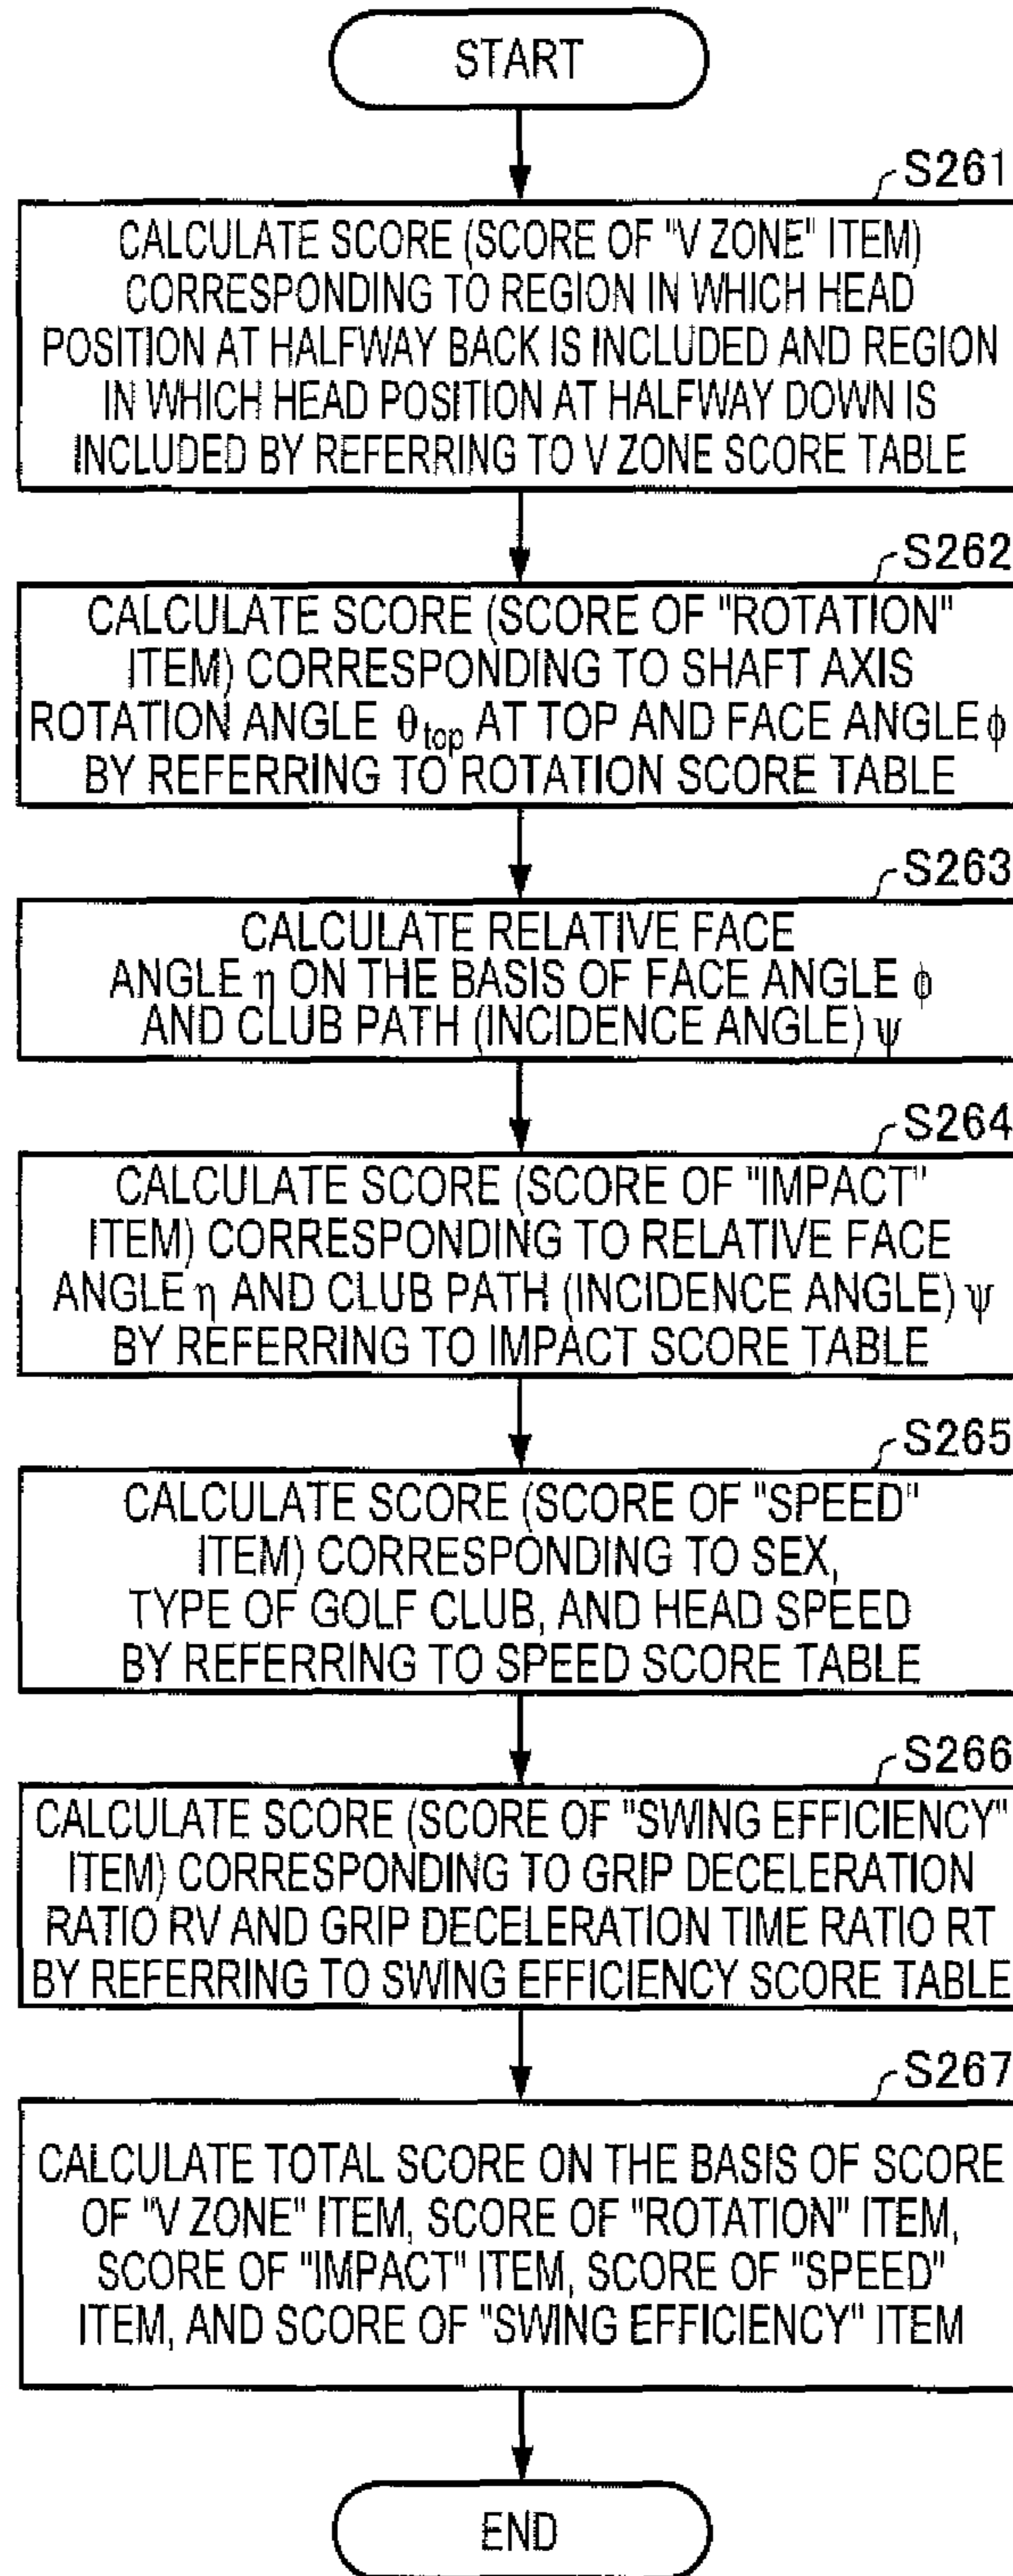 START
S261
CALCULATE SCORE (SCORE OF "V ZONE" ITEM)
CORRESPONDING TO REGION IN WHICH HEAD
POSITION AT HALFWAY BACK IS INCLUDED AND REGION
IN WHICH HEAD POSITION AT HALFWAY DOWN IS
INCLUDED BY REFERRING TO V ZONE SCORE TABLE
S262
CALCULATE SCORE (SCORE OF "ROTATION"
ITEM) CORRESPONDING TO SHAFT AXIS
ROTATION ANGLE θtop AT TOP AND FACE ANGLE ϕ
BY REFERRING TO ROTATION SCORE TABLE
S263
CALCULATE RELATIVE FACE
ANGLE η ON THE BASIS OF FACE ANGLE ϕ
AND CLUB PATH (INCIDENCE ANGLE) ψ
S264
CALCULATE SCORE (SCORE OF "IMPACT"
ITEM) CORRESPONDING TO RELATIVE FACE
ANGLE η AND CLUB PATH (INCIDENCE ANGLE) ψ
BY REFERRING TO IMPACT SCORE TABLE
S265
CALCULATE SCORE (SCORE OF "SPEED"
ITEM) CORRESPONDING TO SEX,
TYPE OF GOLF CLUB, AND HEAD SPEED
BY REFERRING TO SPEED SCORE TABLE
S266
CALCULATE SCORE (SCORE OF "SWING EFFICIENCY"
ITEM) CORRESPONDING TO GRIP DECELERATION
RATIO RV AND GRIP DECELERATION TIME RATIO RT
BY REFERRING TO SWING EFFICIENCY SCORE TABLE
S267
CALCULATE TOTAL SCORE ON THE BASIS OF SCORE
OF "V ZONE" ITEM, SCORE OF "ROTATION" ITEM,
SCORE OF "IMPACT" ITEM, SCORE OF "SPEED"
ITEM, AND SCORE OF "SWING EFFICIENCY" ITEM
END